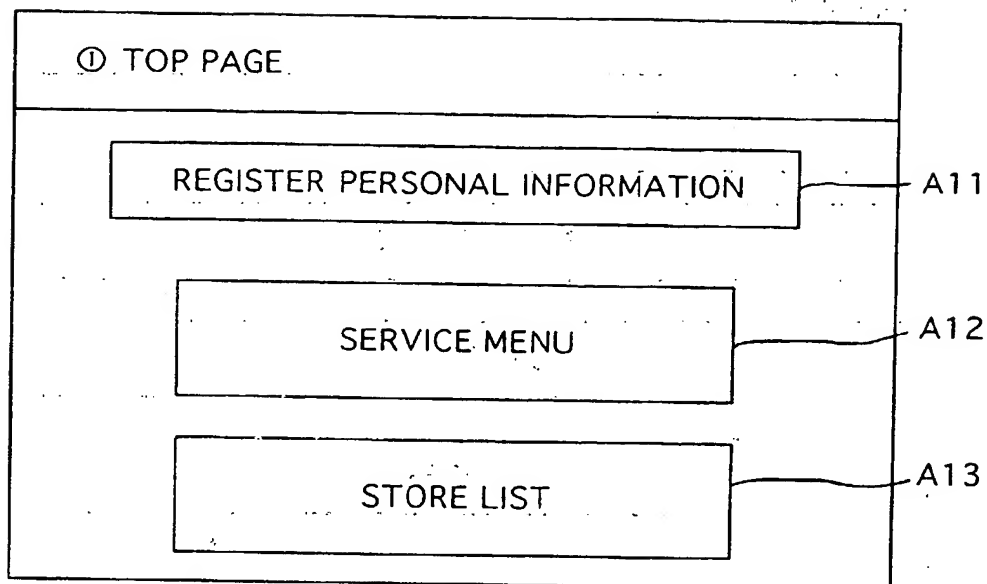 ① TOP PAGE
REGISTER PERSONAL INFORMATION
A11
SERVICE MENU
A12
STORE LIST
A13